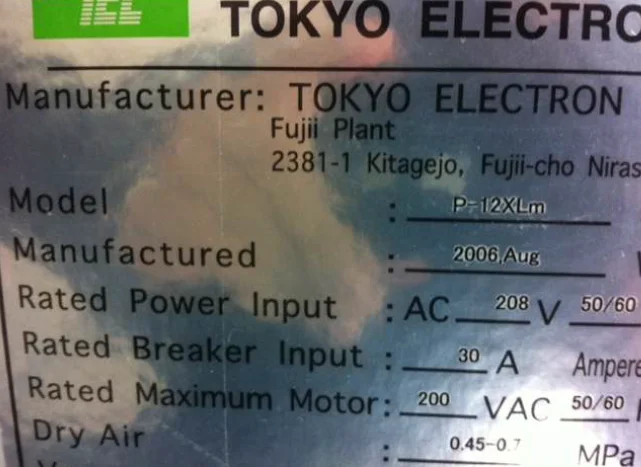 TEL TOKYO ELECTRO
Manufacturer: TOKYO ELECTRON
Fujii Plant
2381-1 Kitagejo, Fujii-cho Niras
Model : P-12XLm
Manufactured : 2006,Aug
Rated Power Input : AC 208 V 50/60
Rated Breaker Input : 30 A Ampere
Rated Maximum Motor: 200 VAC 50/60
Dry Air : 0.45-0.7 MPa